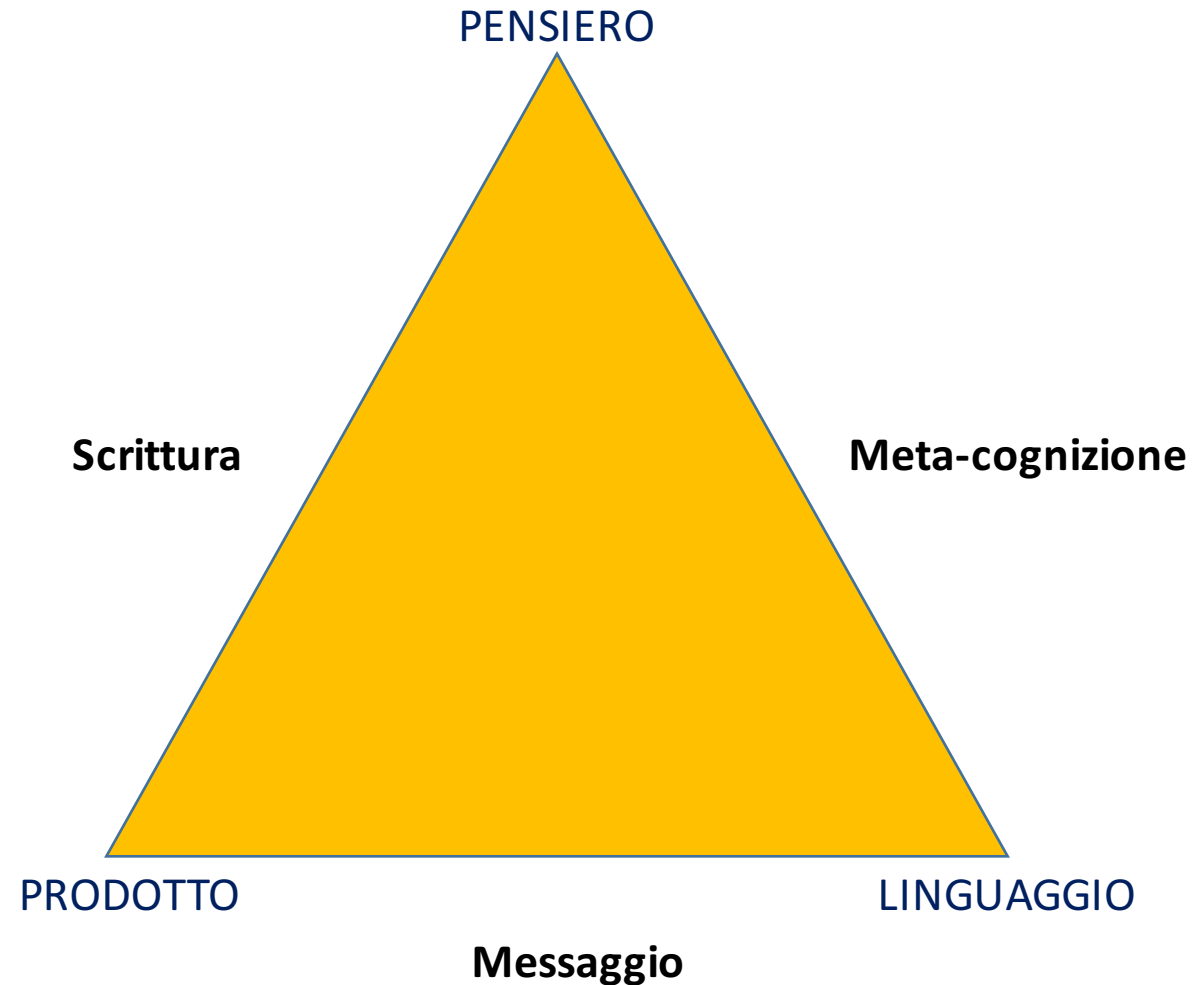 PENSIERO
Scrittura
Meta-cognizione
PRODOTTO
LINGUAGGIO
Messaggio